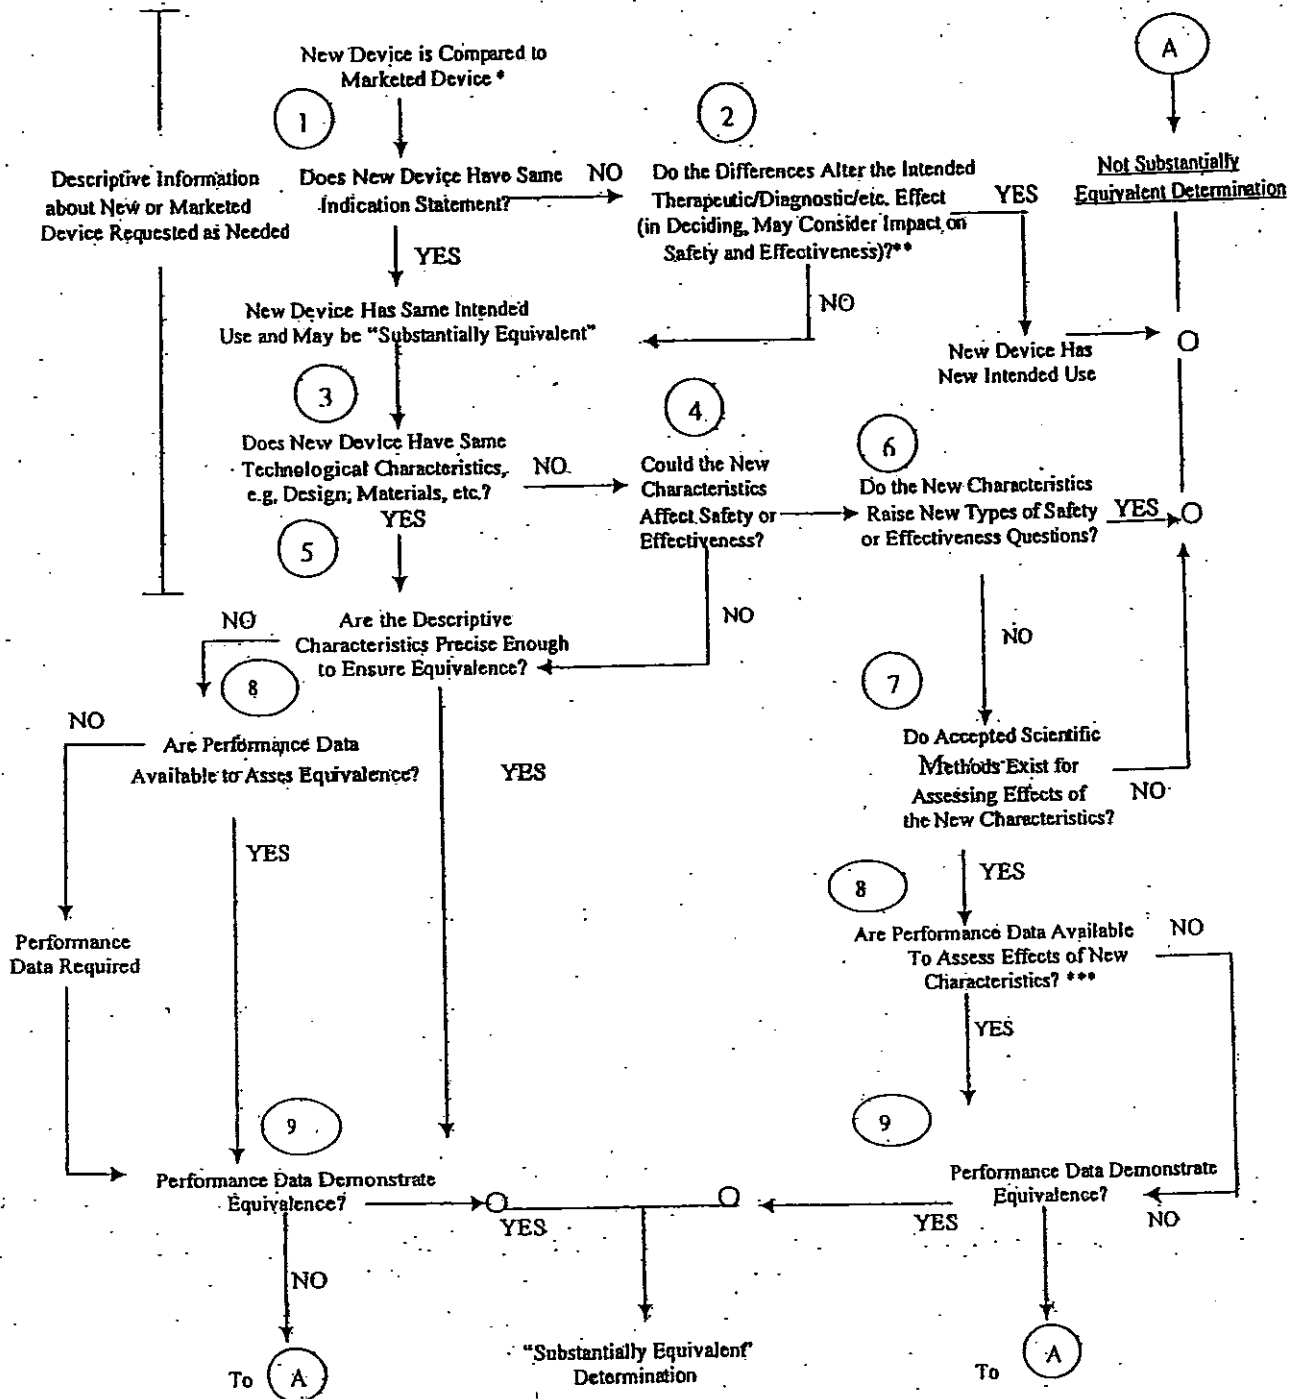 New Device is Compared to
Marketed Device *
A
1
2
Descriptive Information
about New or Marketed
Device Requested as Needed
Does New Device Have Same
Indication Statement?
NO
Do the Differences Alter the Intended
Therapeutic/Diagnostic/etc. Effect
(in Deciding, May Consider Impact on
Safety and Effectiveness)?**
YES
Not Substantially
Equivalent Determination
YES
NO
New Device Has Same Intended
Use and May be "Substantially Equivalent"
New Device Has
New Intended Use
O
3
4
6
Does New Device Have Same
Technological Characteristics,
e.g. Design, Materials, etc.?
NO
Could the New
Characteristics
Affect Safety or
Effectiveness?
Do the New Characteristics
Raise New Types of Safety
or Effectiveness Questions?
YES
O
YES
5
NO
Are the Descriptive
Characteristics Precise Enough
to Ensure Equivalence?
NO
NO
8
7
NO
Are Performance Data
Available to Asses Equivalence?
YES
Do Accepted Scientific
Methods Exist for
Assessing Effects of
the New Characteristics?
NO
YES
YES
8
Performance
Data Required
Are Performance Data Available
To Assess Effects of New
Characteristics? ***
NO
YES
9
9
Performance Data Demonstrate
Equivalence?
O
YES
O
YES
Performance Data Demonstrate
Equivalence?
NO
NO
To A
"Substantially Equivalent"
Determination
To A